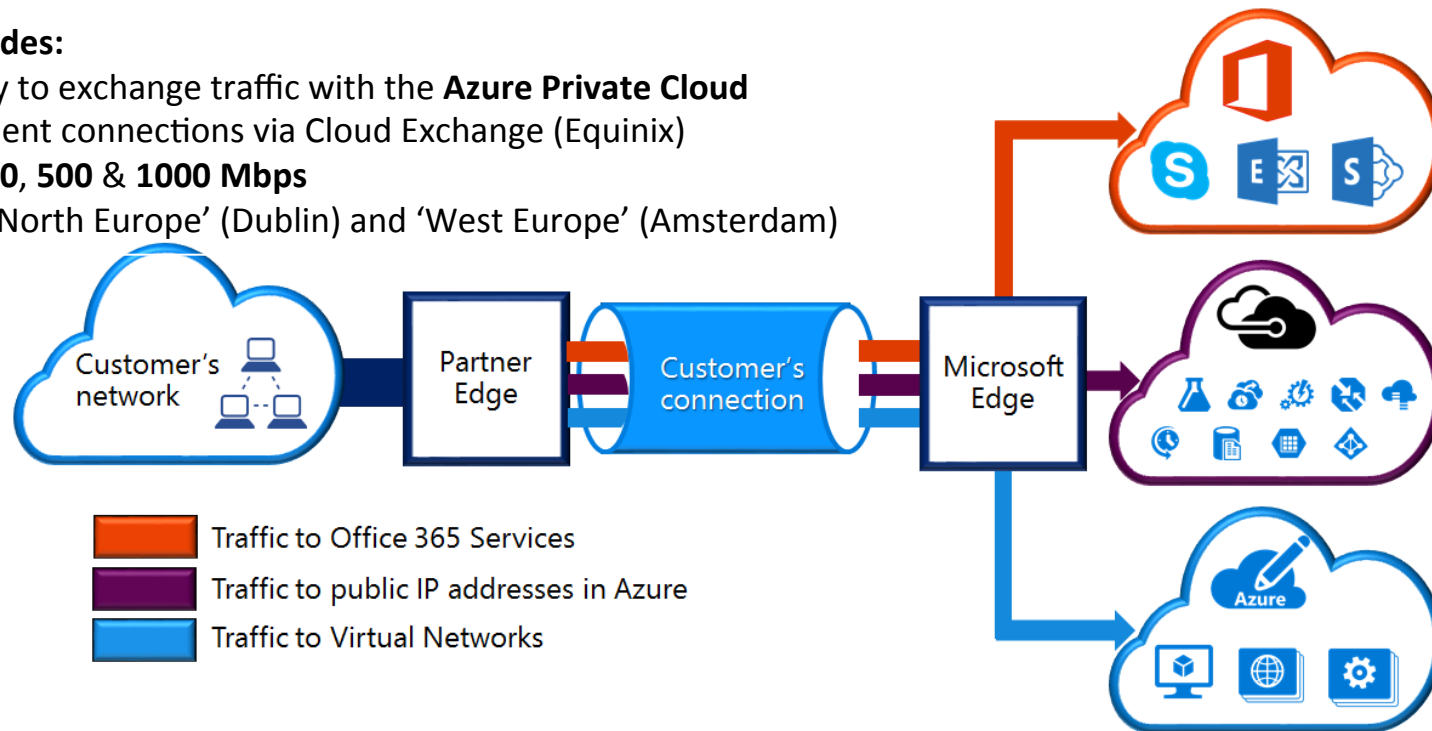 des:
y to exchange traffic with the Azure Private Cloud
ent connections via Cloud Exchange (Equinix)
0, 500 & 1000 Mbps
North Europe’ (Dublin) and ‘West Europe’ (Amsterdam)
S
E
S
Customer’s
network
Partner
Edge
Customer’s
connection
Microsoft
Edge
Traffic to Office 365 Services
Traffic to public IP addresses in Azure
Traffic to Virtual Networks
Azure